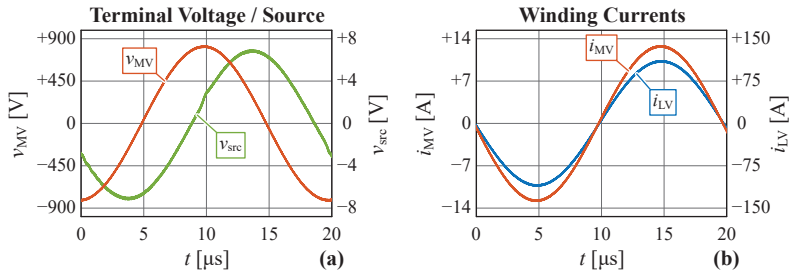 Terminal Voltage / Source
+900
+450
0
−450
−900
v_MV [V]
+8
+4
0
−4
−8
v_src [V]
v_MV
v_src
0
5
10
15
20
t [μs]
(a)
Winding Currents
+14
+7
0
−7
−14
i_MV [A]
+150
+75
0
−75
−150
i_LV [A]
i_MV
i_LV
0
5
10
15
20
t [μs]
(b)